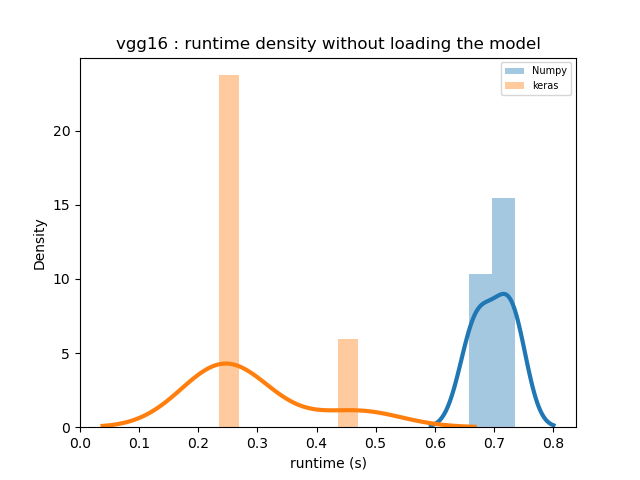 vgg16 : runtime density without loading the model
Numpy
keras
Density
20
15
10
5
0
0.0 0.1 0.2 0.3 0.4 0.5 0.6 0.7 0.8
runtime (s)